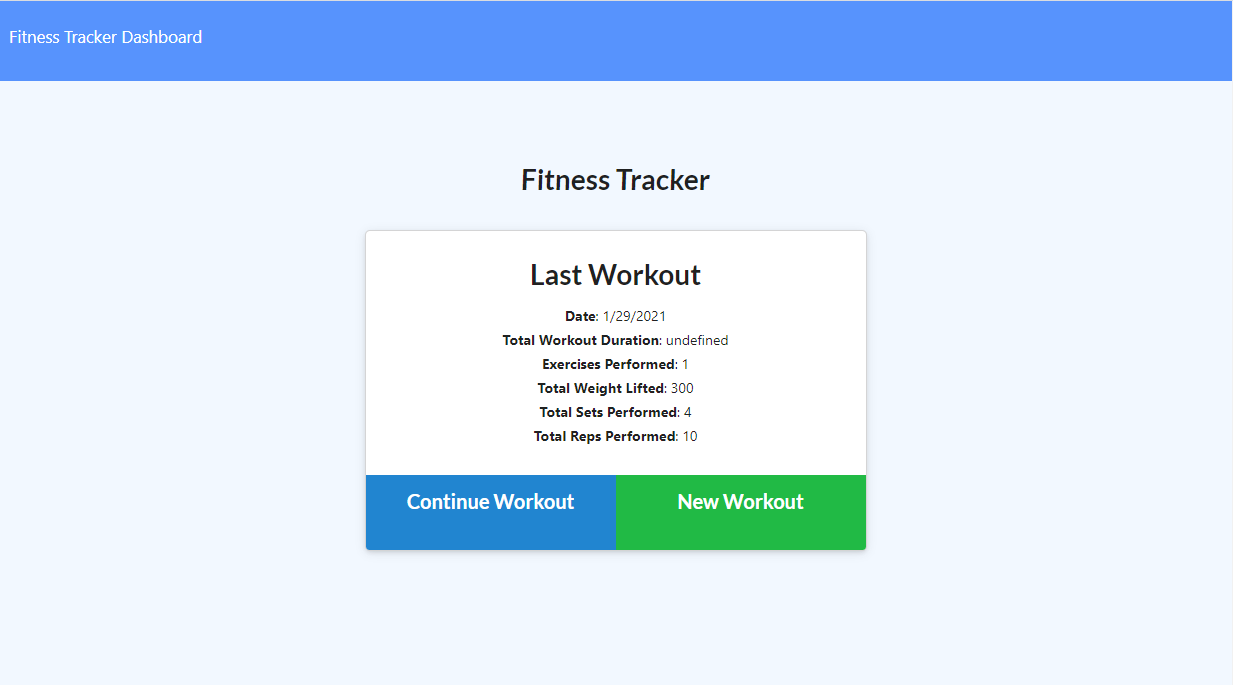 Fitness Tracker Dashboard
Fitness Tracker
Last Workout
Date: 1/29/2021
Total Workout Duration: undefined
Exercises Performed: 1
Total Weight Lifted: 300
Total Sets Performed: 4
Total Reps Performed: 10
Continue Workout
New Workout